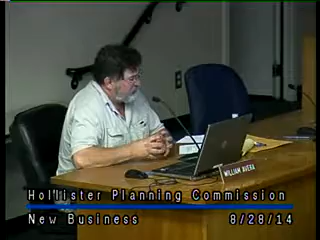 WILLIAM AVERA
Hollister Planning Commission
New Business 8/28/14